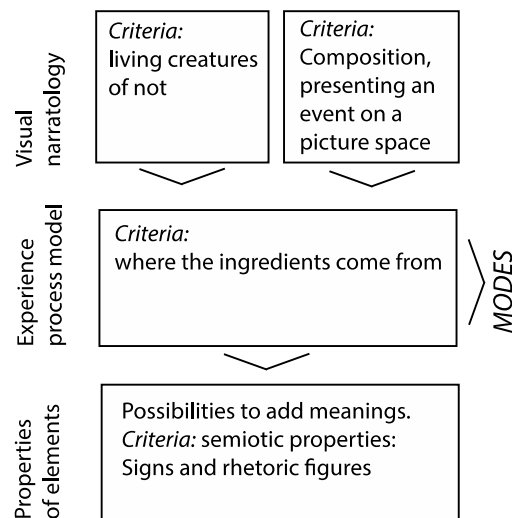 Visual
narratology
Criteria:
living creatures
of not
Criteria:
Composition,
presenting an
event on a
picture space
Experience
process model
Criteria:
where the ingredients come from
MODES
Properties
of elements
Possibilities to add meanings.
Criteria: semiotic properties:
Signs and rhetoric figures